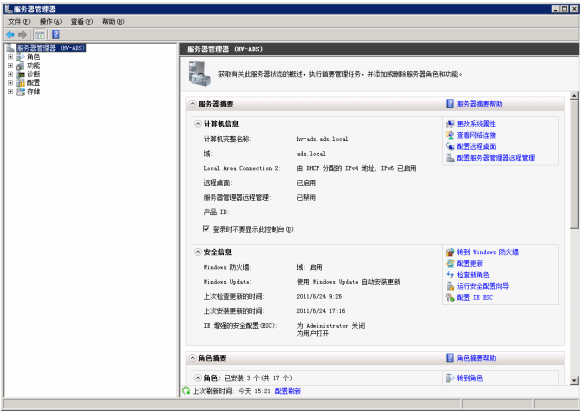 服务器管理器
文件(F) 操作(A) 查看(V) 帮助(H)
服务器管理器 (HV-ADS)
角色
功能
诊断
配置
存储
服务器管理器 (HV-ADS)
获取有关此服务器状态的概述，执行首要管理任务，并添加或删除服务器角色和功能。
服务器摘要
服务器摘要帮助
计算机信息
计算机完整名称: hv-ads.ads.local
域: ads.local
Local Area Connection 2: 由 DHCP 分配的 IPv4 地址, IPv6 已启用
远程桌面: 已启用
服务器管理器远程管理: 已禁用
产品 ID:
登录时不要显示此控制台(D)
更改系统属性
查看网络连接
配置远程桌面
配置服务器管理器远程管理
安全信息
Windows 防火墙: 域: 启用
Windows Update: 使用 Windows Update 自动安装更新
上次检查更新的时间: 2011/6/24 9:26
上次安装更新的时间: 2011/6/24 17:16
IE 增强的安全配置(ESC): 为 Administrator 关闭
为用户打开
转到 Windows 防火墙
配置更新
检查新角色
运行安全配置向导
配置 IE ESC
角色摘要
角色摘要帮助
角色: 已安装 3 个(共 17 个)
转到角色
上次刷新时间: 今天 15:21 配置刷新